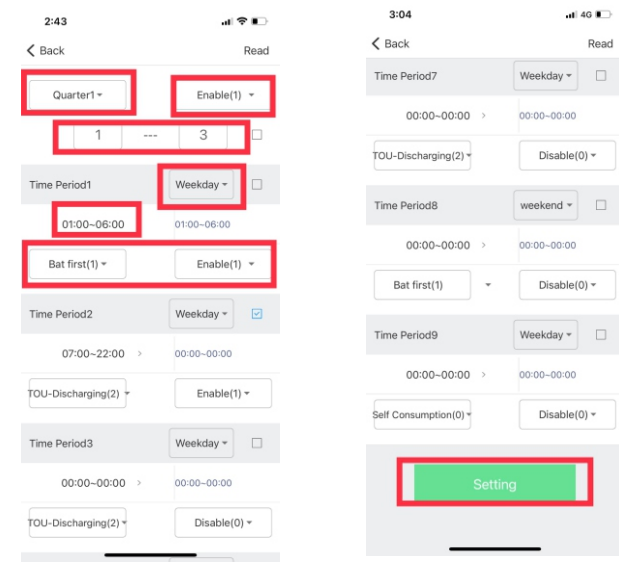 2:43
Back Read
Quarter1 Enable(1)
1 --- 3
Time Period1 Weekday
01:00~06:00 01:00~06:00
Bat first(1) Enable(1)
Time Period2 Weekday
07:00~22:00 > 00:00~00:00
TOU-Discharging(2) Enable(1)
Time Period3 Weekday
00:00~00:00 > 00:00~00:00
TOU-Discharging(2) Disable(0)
3:04 4G
Back Read
Time Period7 Weekday
00:00~00:00 > 00:00~00:00
TOU-Discharging(2) Disable(0)
Time Period8 weekend
00:00~00:00 > 00:00~00:00
Bat first(1) Disable(0)
Time Period9 Weekday
00:00~00:00 > 00:00~00:00
Self Consumption(0) Disable(0)
Setting